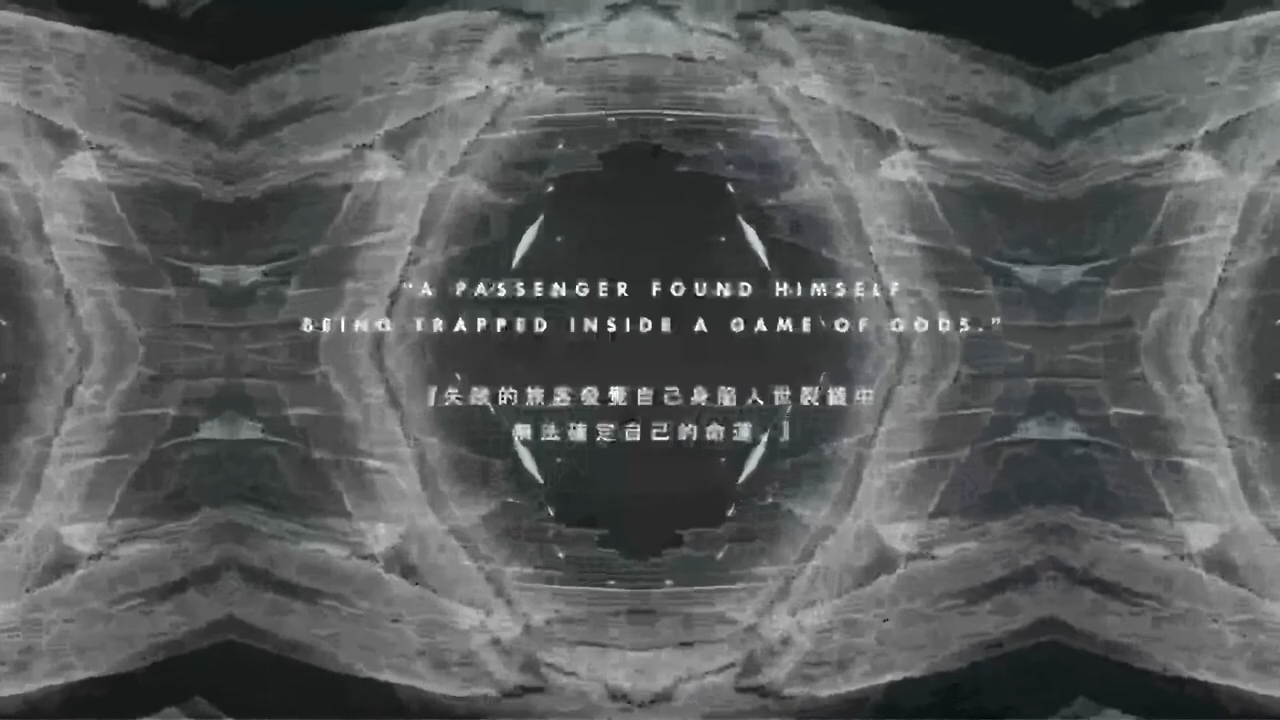 "A PASSENGER FOUND HIMSELF
BEING TRAPPED INSIDE A GAME OF GODS."
『失敗的旅客發覺自己身陷人世裂縫中
無法確定自己的命運。』